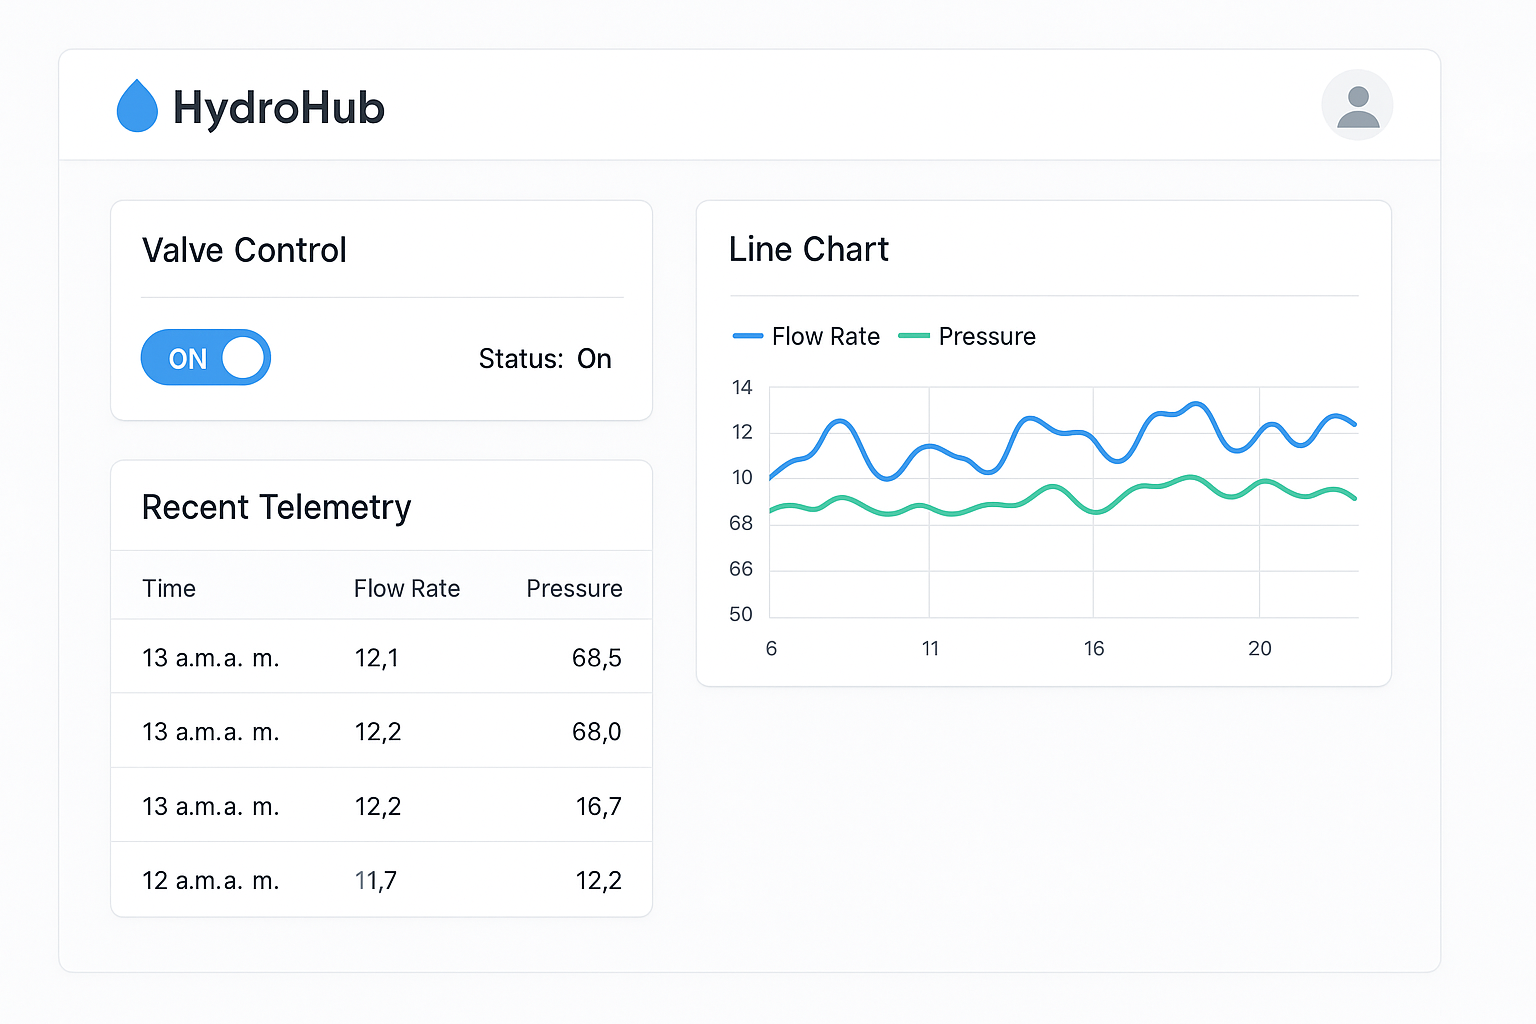 HydroHub
Valve Control
ON
Status: On
Recent Telemetry
Time Flow Rate Pressure
13 a.m.a. m. 12,1 68,5
13 a.m.a. m. 12,2 68,0
13 a.m.a. m. 12,2 16,7
12 a.m.a. m. 11,7 12,2
Line Chart
Flow Rate Pressure
14
12
10
68
66
50
6 11 16 20